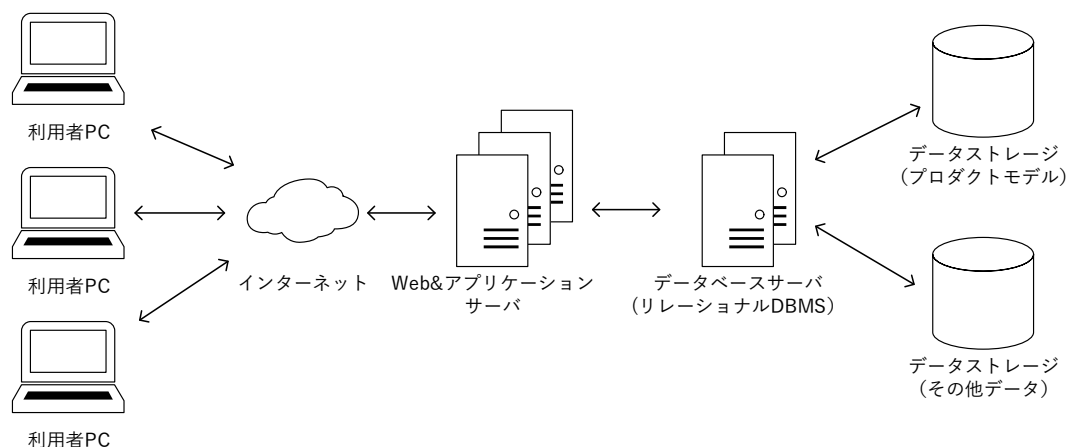 利用者PC
利用者PC
利用者PC
インターネット
Web&アプリケーション
サーバ
データベースサーバ
(リレーショナルDBMS)
データストレージ
(プロダクトモデル)
データストレージ
(その他データ)